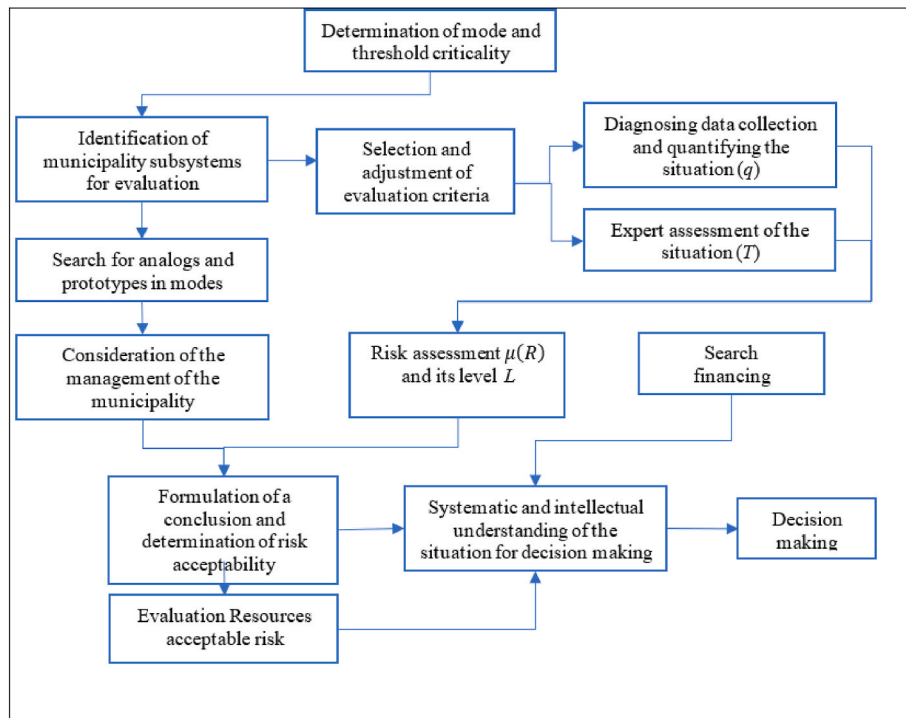 Determination of mode and
threshold criticality
Identification of
municipality subsystems
for evaluation
Selection and
adjustment of
evaluation criteria
Diagnosing data collection
and quantifying the
situation (q)
Expert assessment of the
situation (T)
Search for analogs and
prototypes in modes
Consideration of the
management of the
municipality
Risk assessment μ(R)
and its level L
Search
financing
Formulation of a
conclusion and
determination of risk
acceptability
Systematic and intellectual
understanding of the
situation for decision making
Decision
making
Evaluation Resources
acceptable risk